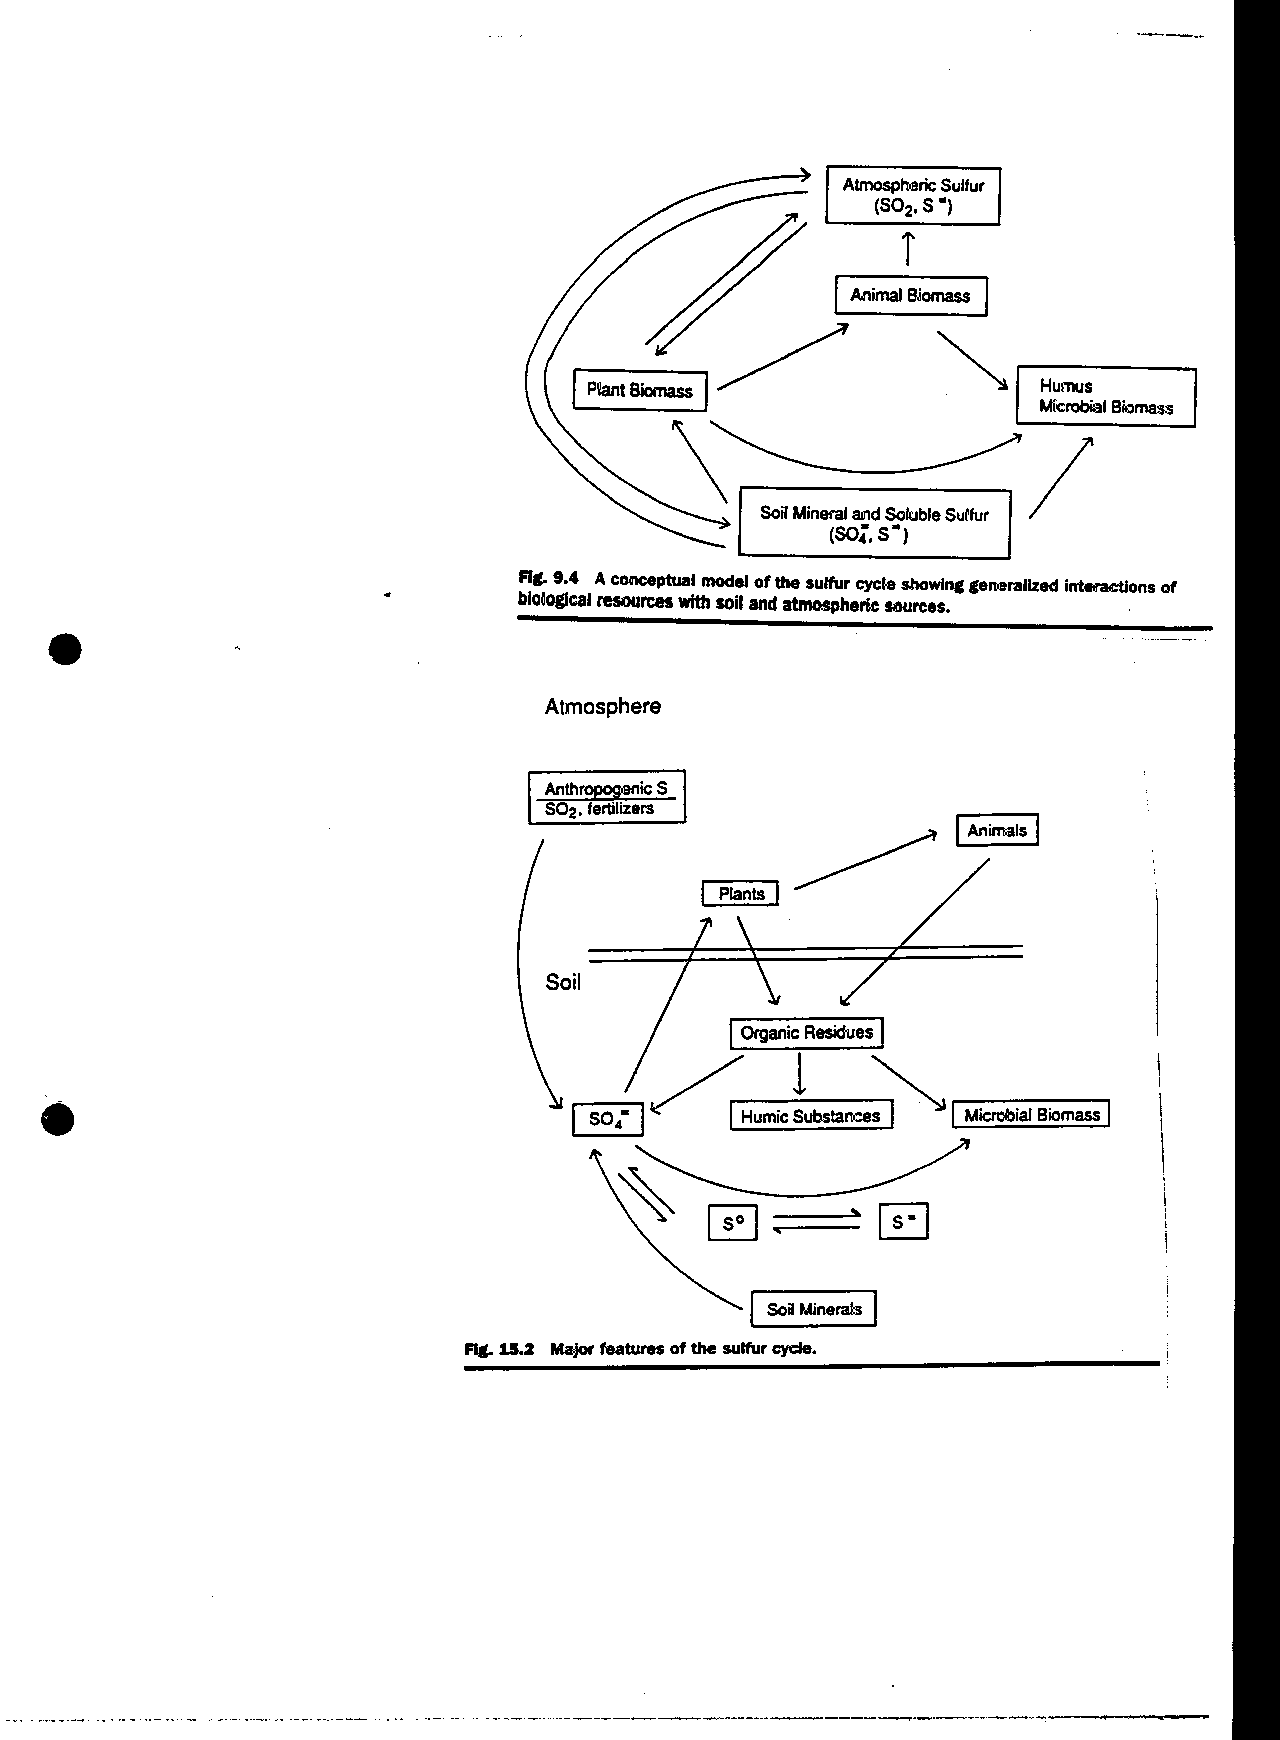 Atmospheric Sulfur
(SO₂, S⁼)
Animal Biomass
Plant Biomass
Humus
Microbial Biomass
Soil Mineral and Soluble Sulfur
(SO₄⁼, S⁼)
Fig. 9.4 A conceptual model of the sulfur cycle showing generalized interactions of
biological resources with soil and atmospheric sources.
Atmosphere
Anthropogenic S
SO₂, fertilizers
Animals
Plants
Soil
Organic Residues
SO₄⁼
Humic Substances
Microbial Biomass
S⁰
S⁼
Soil Minerals
Fig. 15.2 Major features of the sulfur cycle.